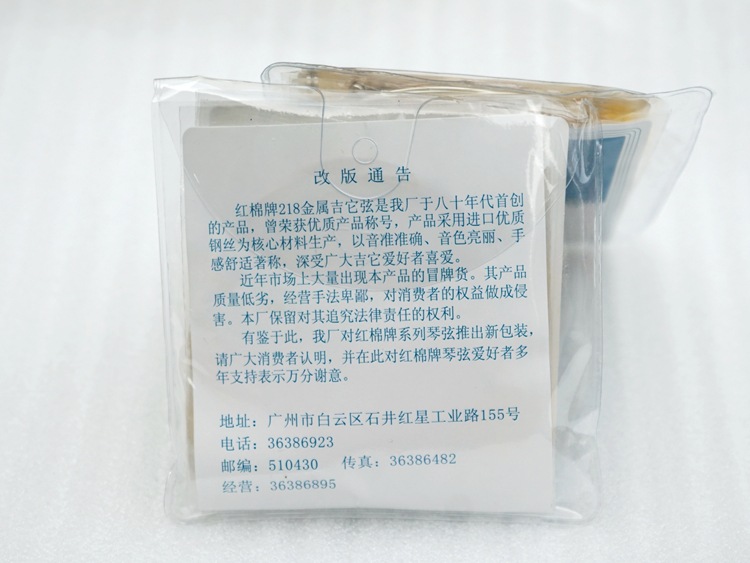 改版通告
红棉牌218金属吉它弦是我厂于八十年代首创
的产品，曾荣获优质产品称号，产品采用进口优质
钢丝为核心材料生产，以音准准确、音色亮丽、手
感舒适著称，深受广大吉它爱好者喜爱。
近年市场上大量出现本产品的冒牌货。其产品
质量低劣，经营手法卑鄙，对消费者的权益做成侵
害。本厂保留对其追究法律责任的权利。
有鉴于此，我厂对红棉牌系列琴弦推出新包装，
请广大消费者认明，并在此对红棉牌琴弦爱好者多
年支持表示万分谢意。
地址：广州市白云区石井红星工业路155号
电话：36386923
邮编：510430 传真：36386482
经营：36386895